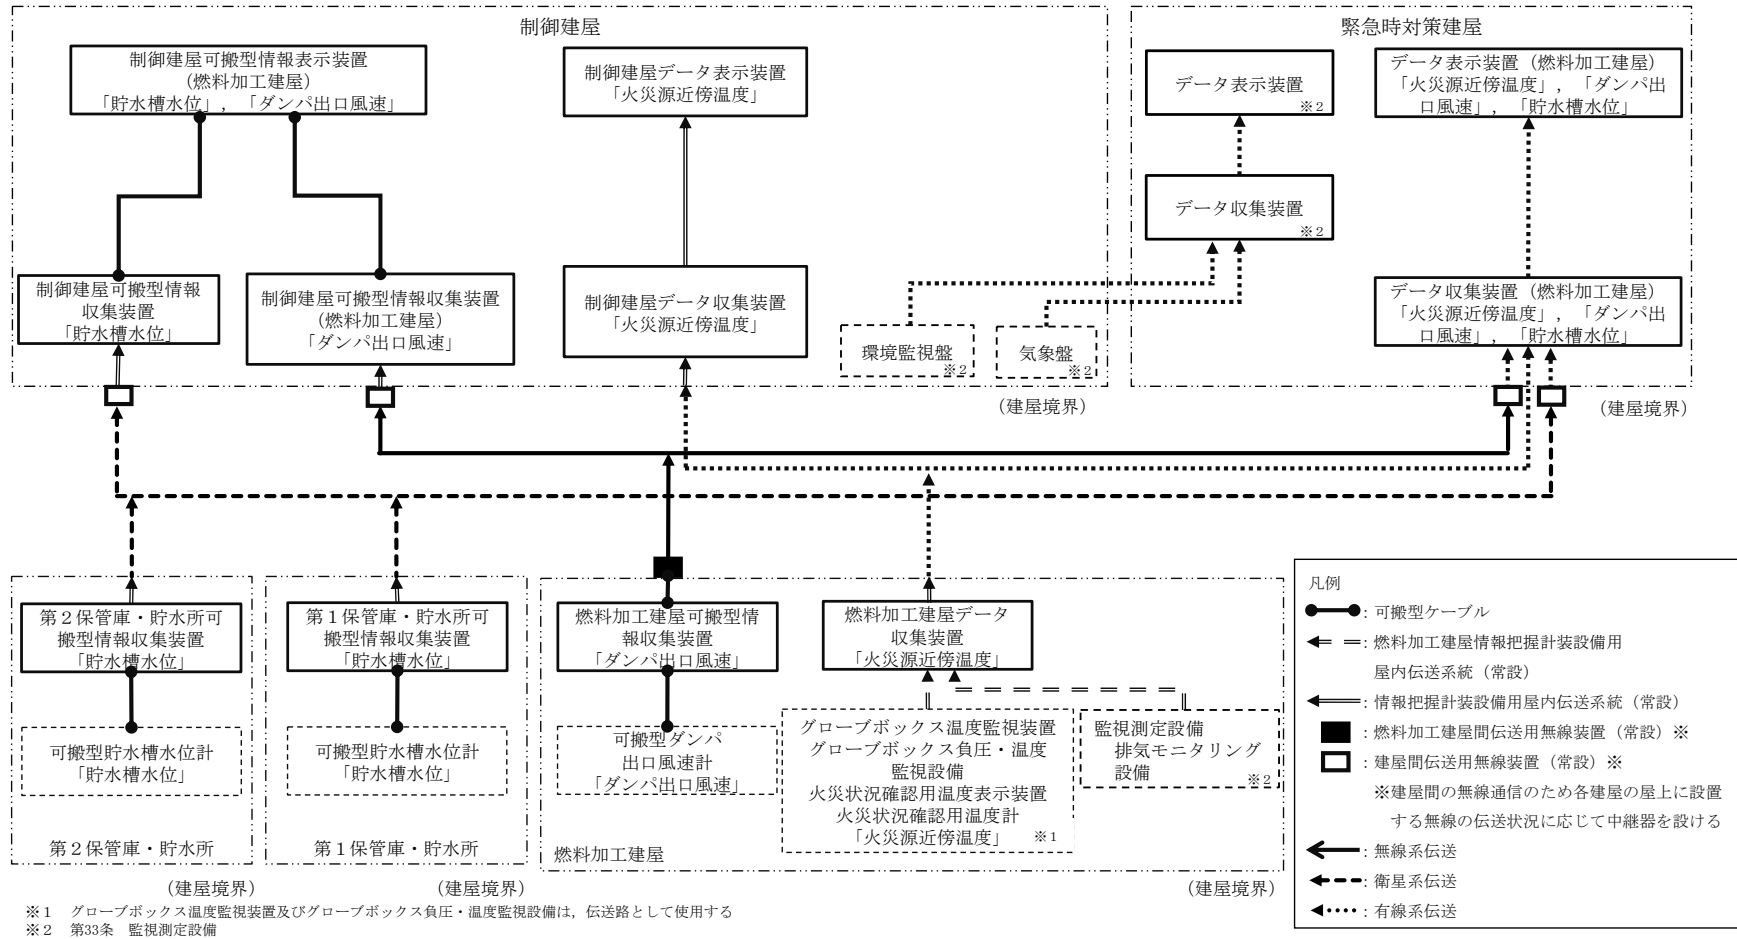 制御建屋
制御建屋可搬型情報表示装置
(燃料加工建屋)
「貯水槽水位」,「ダンパ出口風速」
制御建屋データ表示装置
「火災源近傍温度」
制御建屋可搬型情報
収集装置
「貯水槽水位」
制御建屋可搬型情報収集装置
(燃料加工建屋)
「ダンパ出口風速」
制御建屋データ収集装置
「火災源近傍温度」
環境監視盤
※2
気象盤
※2
(建屋境界)
緊急時対策建屋
データ表示装置
※2
データ表示装置(燃料加工建屋)
「火災源近傍温度」,「ダンパ出
口風速」,「貯水槽水位」
データ収集装置
※2
データ収集装置(燃料加工建屋)
「火災源近傍温度」,「ダンパ出
口風速」,「貯水槽水位」
(建屋境界)
第2保管庫・貯水所可
搬型情報収集装置
「貯水槽水位」
可搬型貯水槽水位計
「貯水槽水位」
第2保管庫・貯水所
(建屋境界)
第1保管庫・貯水所可
搬型情報収集装置
「貯水槽水位」
可搬型貯水槽水位計
「貯水槽水位」
第1保管庫・貯水所
(建屋境界)
燃料加工建屋可搬型情
報収集装置
「ダンパ出口風速」
可搬型ダンパ
出口風速計
「ダンパ出口風速」
燃料加工建屋データ
収集装置
「火災源近傍温度」
グローブボックス温度監視装置
グローブボックス負圧・温度
監視設備
火災状況確認用温度表示装置
火災状況確認用温度計
「火災源近傍温度」 ※1
監視測定設備
排気モニタリング
設備
※2
燃料加工建屋
(建屋境界)
凡例
:可搬型ケーブル
:燃料加工建屋情報把握計装設備用
屋内伝送系統(常設)
:情報把握計装設備用屋内伝送系統(常設)
:燃料加工建屋間伝送用無線装置(常設)※
:建屋間伝送用無線装置(常設)※
※建屋間の無線通信のため各建屋の屋上に設置
する無線の伝送状況に応じて中継器を設ける
:無線系伝送
:衛星系伝送
:有線系伝送
※1 グローブボックス温度監視装置及びグローブボックス負圧・温度監視設備は,伝送路として使用する
※2 第33条 監視測定設備